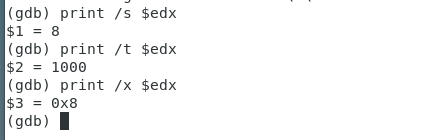 (gdb) print /s $edx
$1 = 8
(gdb) print /t $edx
$2 = 1000
(gdb) print /x $edx
$3 = 0x8
(gdb)